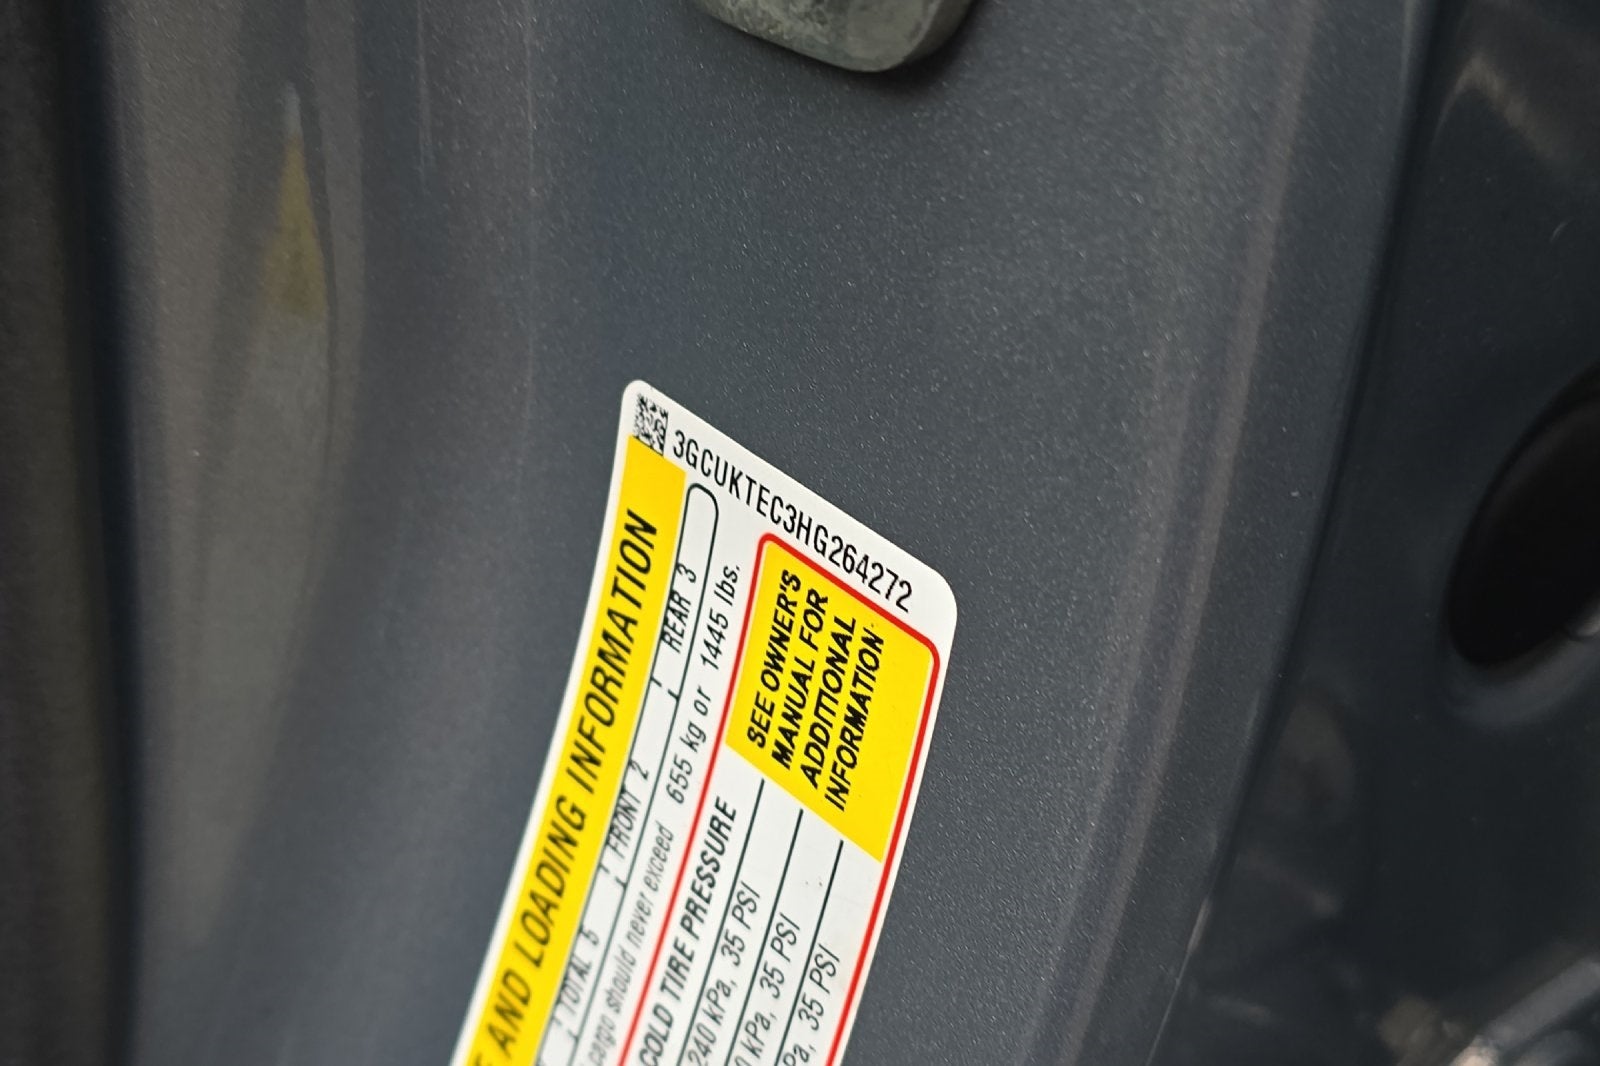 3GCUKTEC3HG264272
AND LOADING INFORMATION
TOTAL 5 FRONT 2 REAR 3
cargo should never exceed 655 kg or 1445 lbs.
COLD TIRE PRESSURE
240 kPa, 35 PSI
kPa, 35 PSI
35 PSI
SEE OWNER'S
MANUAL FOR
ADDITIONAL
INFORMATION